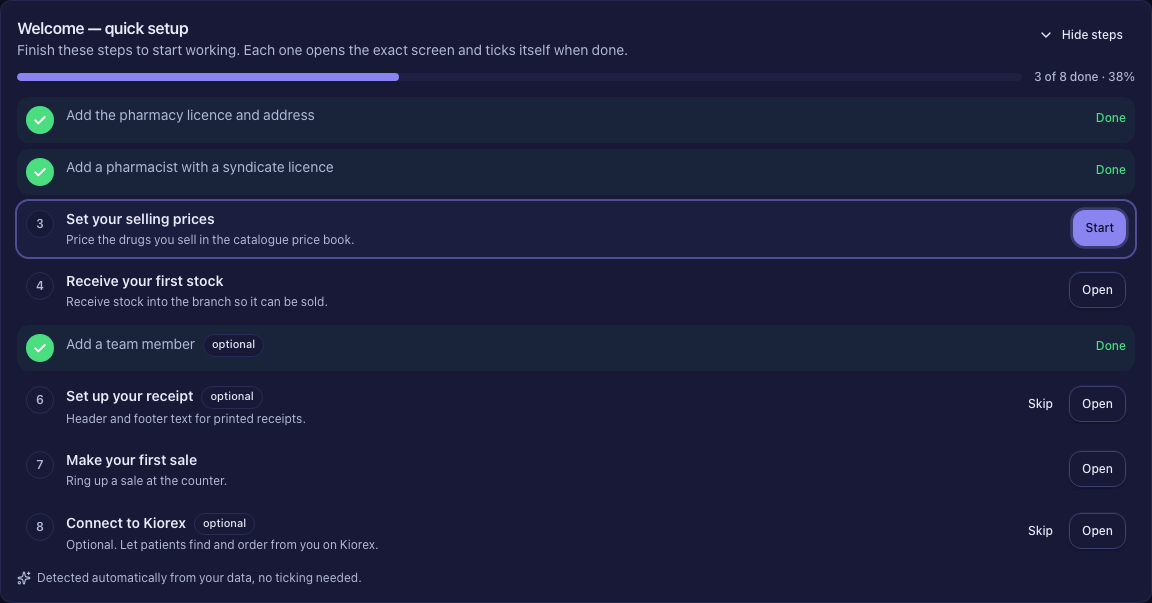 Welcome — quick setup
Hide steps
Finish these steps to start working. Each one opens the exact screen and ticks itself when done.
3 of 8 done · 38%
Add the pharmacy licence and address
Done
Add a pharmacist with a syndicate licence
Done
3
Set your selling prices
Price the drugs you sell in the catalogue price book.
Start
4
Receive your first stock
Receive stock into the branch so it can be sold.
Open
Add a team member optional
Done
6
Set up your receipt optional
Header and footer text for printed receipts.
Skip Open
7
Make your first sale
Ring up a sale at the counter.
Open
8
Connect to Kiorex optional
Optional. Let patients find and order from you on Kiorex.
Skip Open
Detected automatically from your data, no ticking needed.